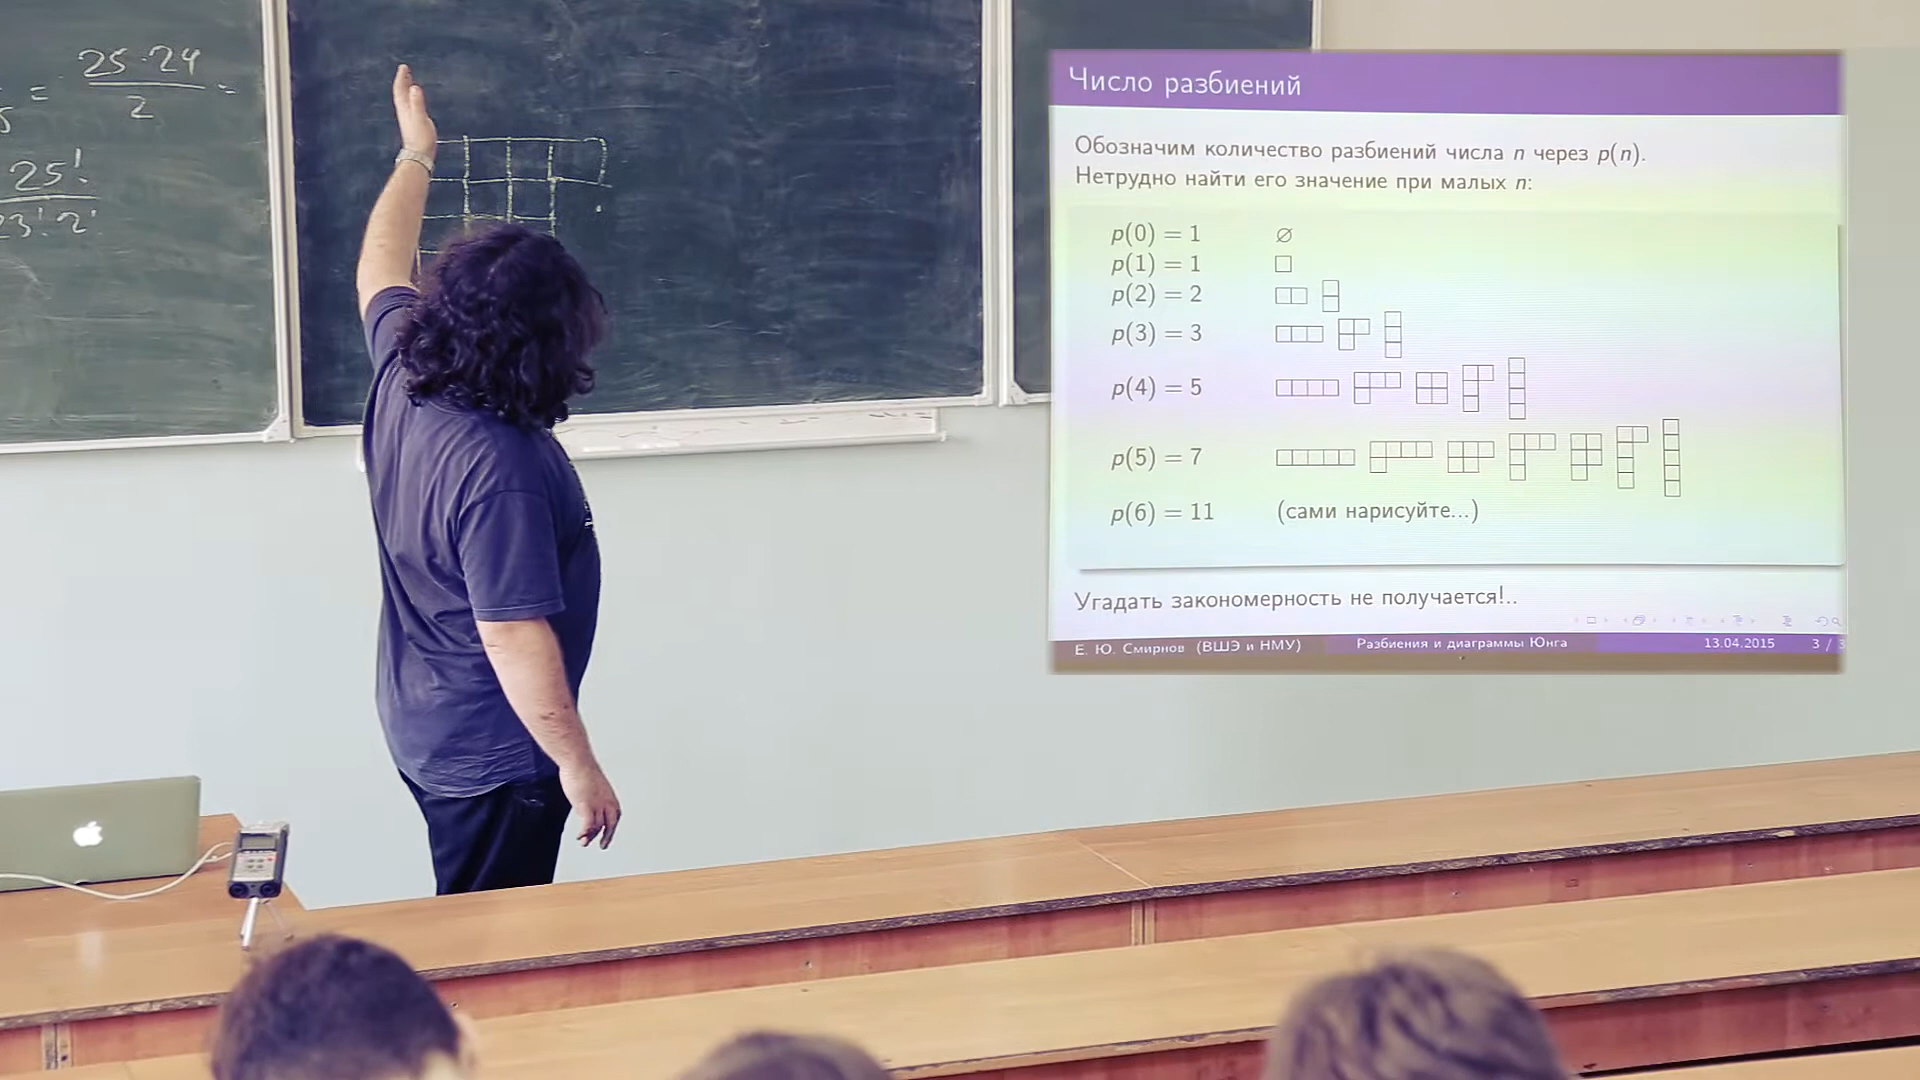 25·24
= =
2
25!
23!·2!
Число разбиений
Обозначим количество разбиений числа n через p(n).
Нетрудно найти его значение при малых n:
p(0) = 1 ∅
p(1) = 1
p(2) = 2
p(3) = 3
p(4) = 5
p(5) = 7
p(6) = 11 (сами нарисуйте...)
Угадать закономерность не получается!..
Е. Ю. Смирнов (ВШЭ и НМУ) Разбиения и диаграммы Юнга 13.04.2015 3 / 3